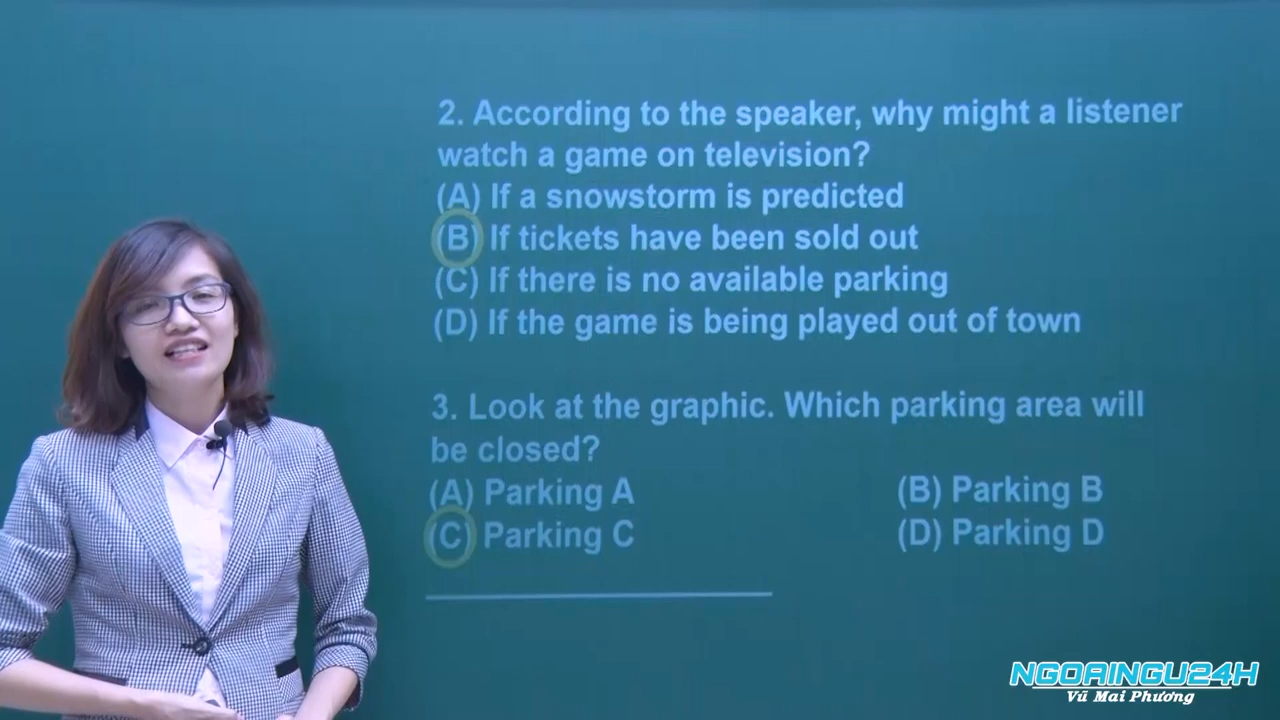 2. According to the speaker, why might a listener
watch a game on television?
(A) If a snowstorm is predicted
(B) If tickets have been sold out
(C) If there is no available parking
(D) If the game is being played out of town
3. Look at the graphic. Which parking area will
be closed?
(A) Parking A (B) Parking B
(C) Parking C (D) Parking D
NGOAINGU24H
Vũ Mai Phương